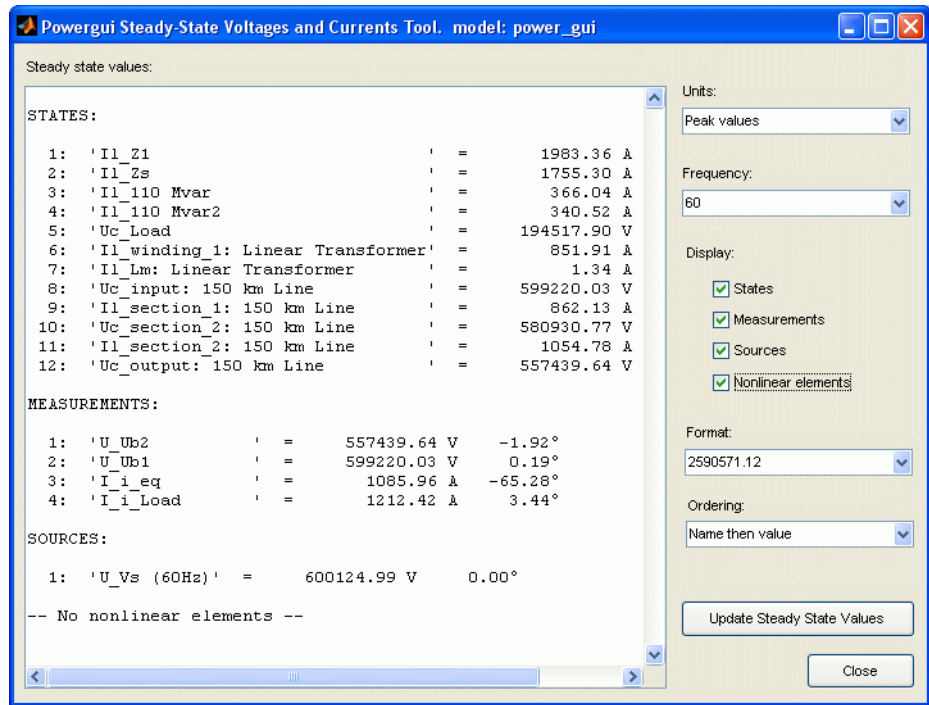 Powergui Steady-State Voltages and Currents Tool.  model: power_gui
Steady state values:
STATES:
1:  'Il_Z1                              '  =     1983.36 A
2:  'Il_Zs                              '  =     1755.30 A
3:  'Il_110 Mvar                        '  =      366.04 A
4:  'Il_110 Mvar2                       '  =      340.52 A
5:  'Uc_Load                            '  =   194517.90 V
6:  'Il_winding_1: Linear Transformer'  =      851.91 A
7:  'Il_Lm: Linear Transformer          '  =        1.34 A
8:  'Uc_input: 150 km Line              '  =   599220.03 V
9:  'Il_section_1: 150 km Line          '  =      862.13 A
10:  'Uc_section_2: 150 km Line          '  =   580930.77 V
11:  'Il_section_2: 150 km Line          '  =     1054.78 A
12:  'Uc_output: 150 km Line             '  =   557439.64 V
MEASUREMENTS:
1:  'U_Ub2          '  =     557439.64 V    -1.92°
2:  'U_Ub1          '  =     599220.03 V     0.19°
3:  'I_i_eq         '  =       1085.96 A   -65.28°
4:  'I_i_Load       '  =       1212.42 A     3.44°
SOURCES:
1:  'U_Vs (60Hz)'  =     600124.99 V     0.00°
-- No nonlinear elements --
Units:
Peak values
Frequency:
60
Display:
States
Measurements
Sources
Nonlinear elements
Format:
2590571.12
Ordering:
Name then value
Update Steady State Values
Close